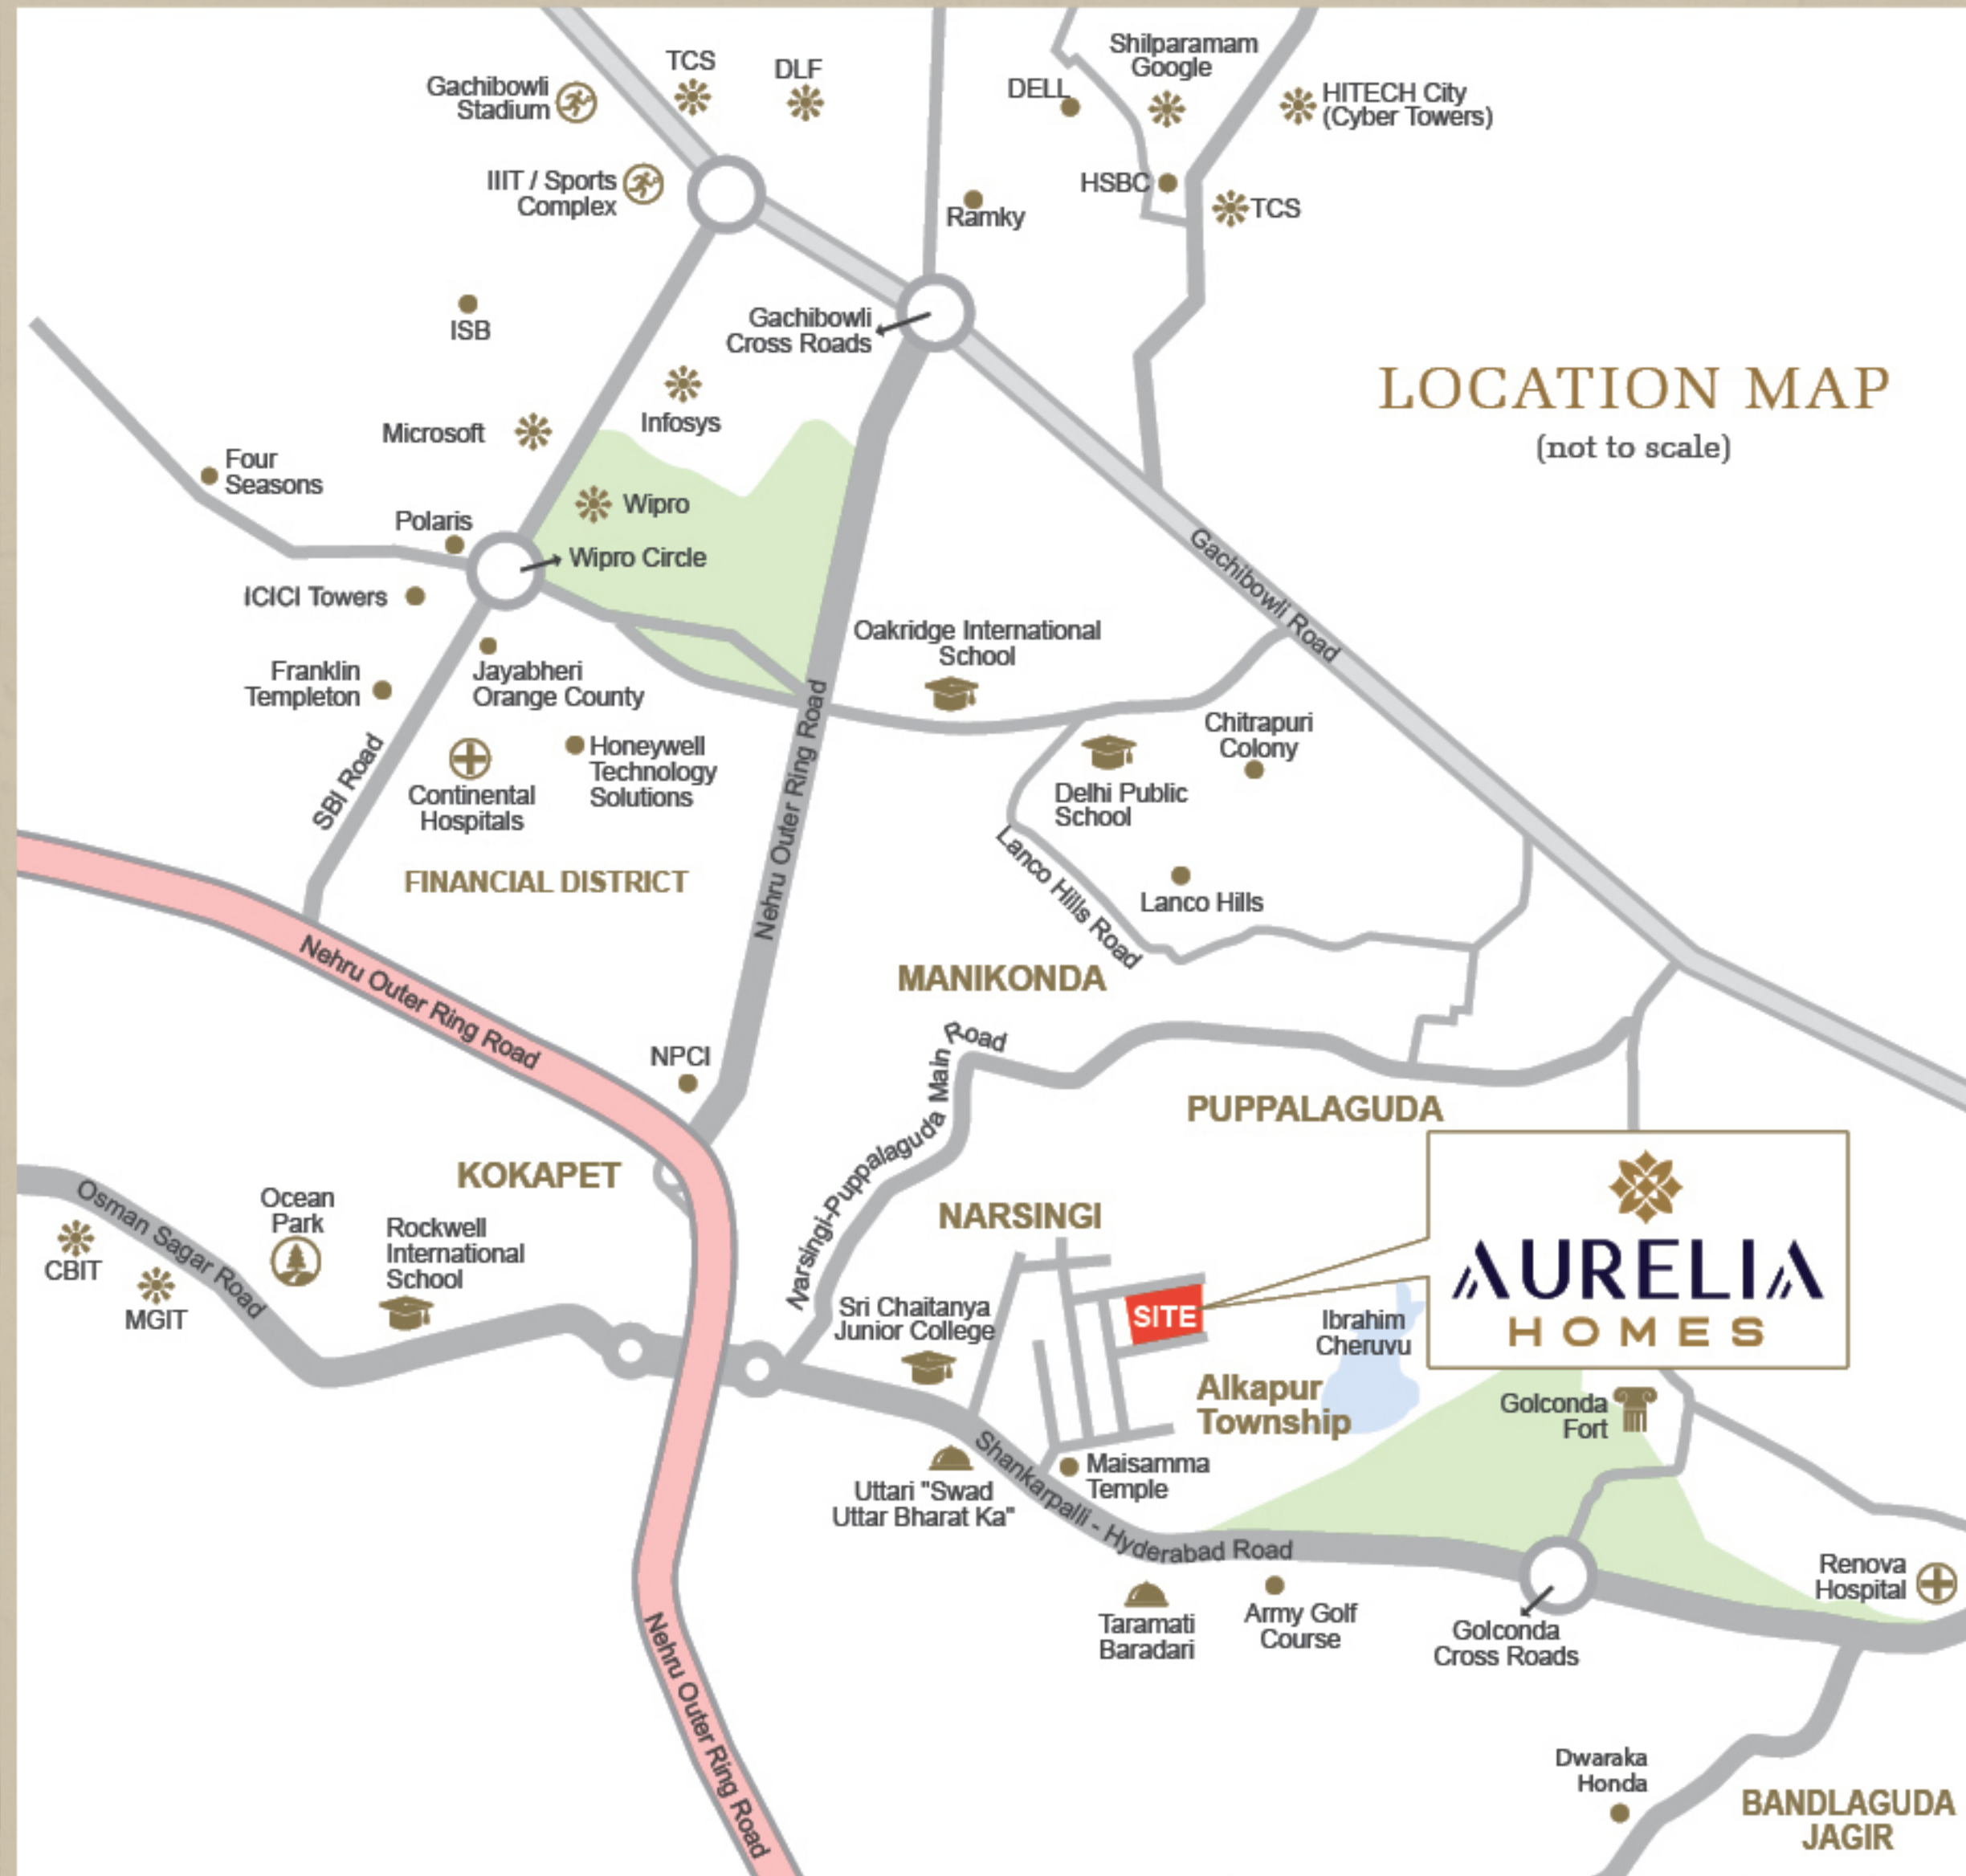 TCS
DLF
Gachibowli
Stadium
IIIT / Sports
Complex
DELL
Shilparamam
Google
HITECH City
(Cyber Towers)
HSBC
TCS
Ramky
Gachibowli
Cross Roads
ISB
Infosys
Microsoft
LOCATION MAP
(not to scale)
Four
Seasons
Polaris
Wipro
Wipro Circle
ICICI Towers
Gachibowli Road
Franklin
Templeton
Jayabheri
Orange County
Oakridge International
School
SBI Road
Continental
Hospitals
Honeywell
Technology
Solutions
Nehru Outer Ring Road
Chitrapuri
Colony
Delhi Public
School
Lanco Hills Road
Lanco Hills
FINANCIAL DISTRICT
Nehru Outer Ring Road
MANIKONDA
NPCI
Narsingi-Puppalaguda Main Road
PUPPALAGUDA
KOKAPET
Osman Sagar Road
CBIT
MGIT
Ocean
Park
Rockwell
International
School
NARSINGI
Sri Chaitanya
Junior College
SITE
Ibrahim
Cheruvu
AURELIA
HOMES
Alkapur
Township
Golconda
Fort
Uttari "Swad
Uttar Bharat Ka"
Maisamma
Temple
Shankarpalli - Hyderabad Road
Taramati
Baradari
Army Golf
Course
Golconda
Cross Roads
Renova
Hospital
Nehru Outer Ring Road
Dwaraka
Honda
BANDLAGUDA
JAGIR